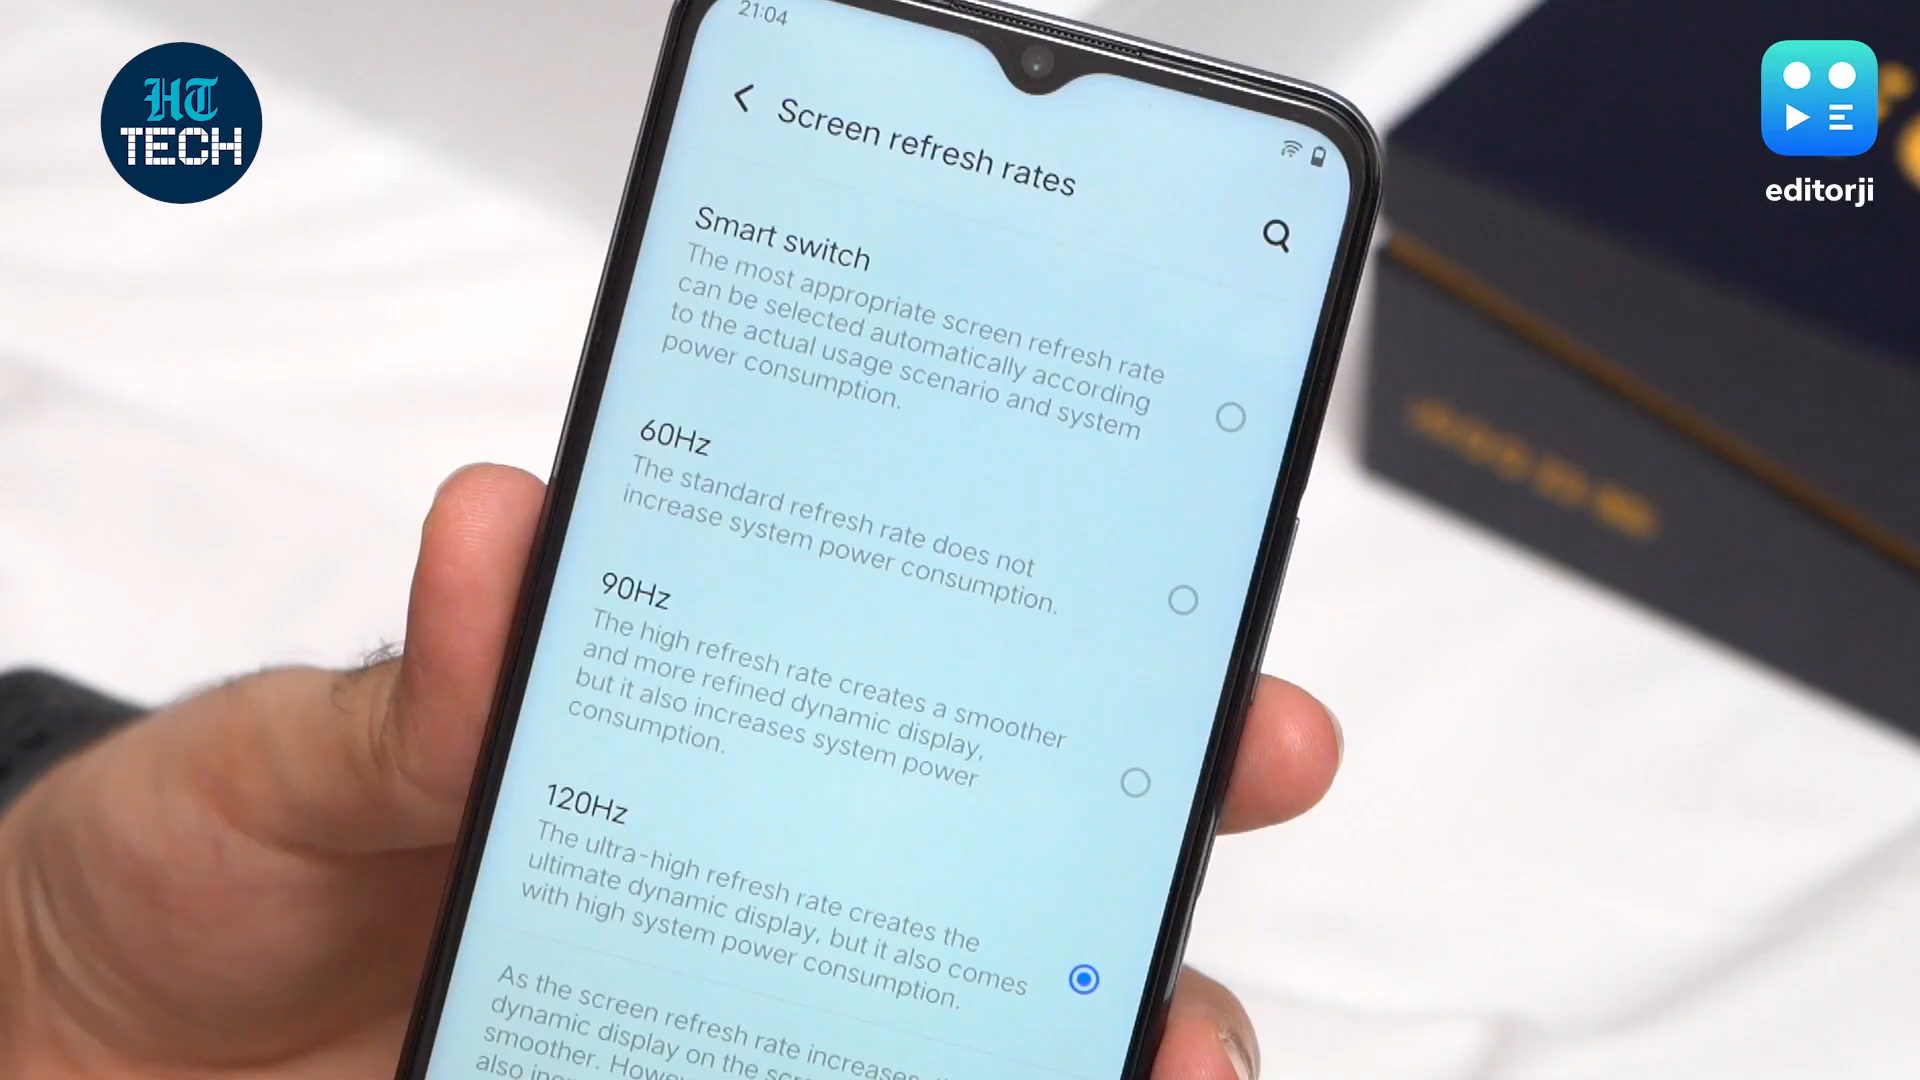 21:04
HT
TECH
editorji
Screen refresh rates
Smart switch
The most appropriate screen refresh rate
can be selected automatically according
to the actual usage scenario and system
power consumption.
60Hz
The standard refresh rate does not
increase system power consumption.
90Hz
The high refresh rate creates a smoother
and more refined dynamic display,
but it also increases system power
consumption.
120Hz
The ultra-high refresh rate creates the
ultimate dynamic display, but it also comes
with high system power consumption.
As the screen refresh rate increases,
dynamic display on the
smoother.
also